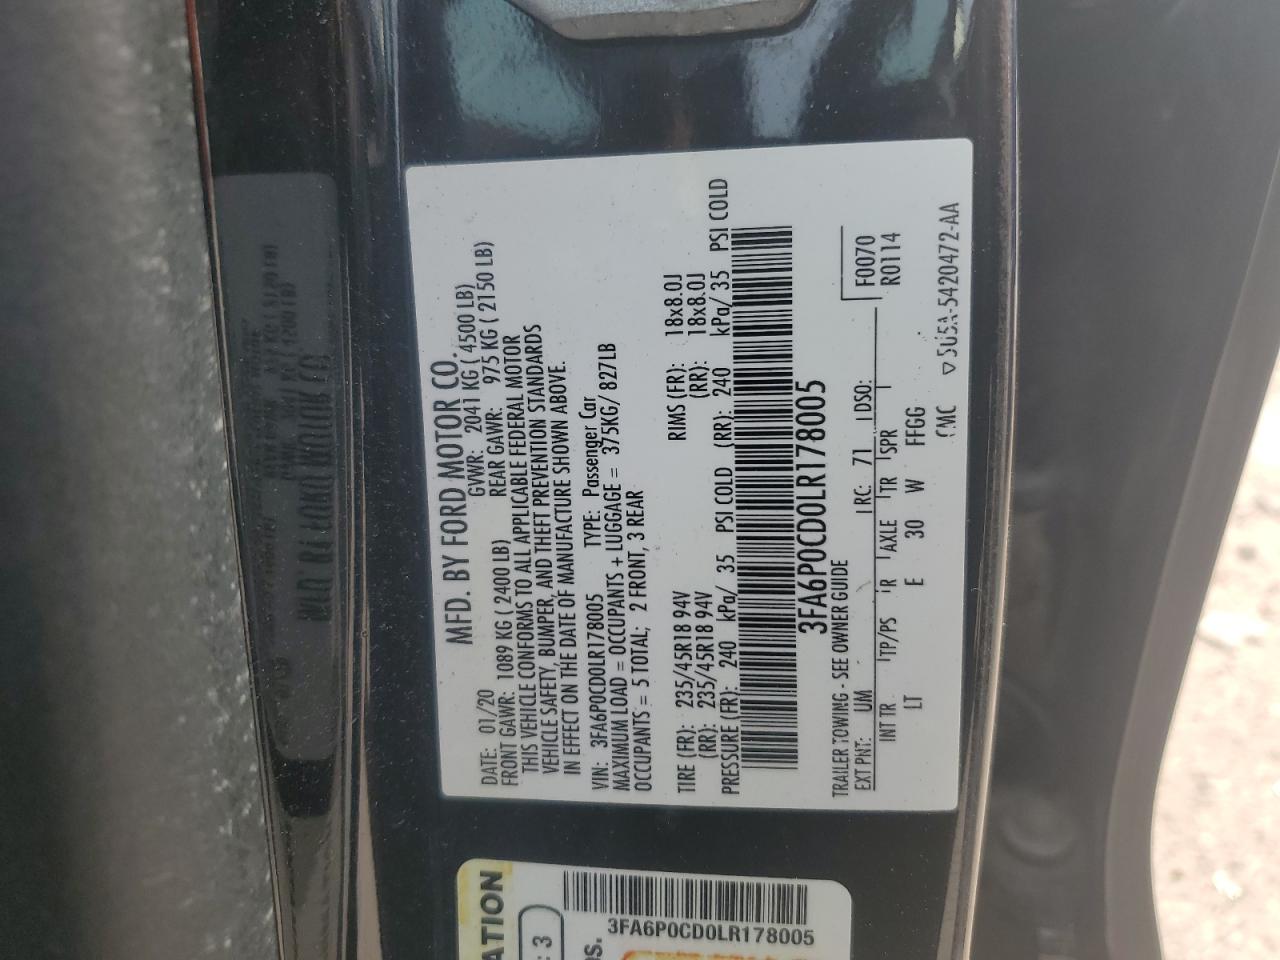 MFD. BY FORD MOTOR CO.
DATE: 01/20 GVWR: 2041 KG ( 4500 LB)
FRONT GAWR: 1089 KG ( 2400 LB) REAR GAWR: 975 KG ( 2150 LB)
THIS VEHICLE CONFORMS TO ALL APPLICABLE FEDERAL MOTOR
VEHICLE SAFETY, BUMPER, AND THEFT PREVENTION STANDARDS
IN EFFECT ON THE DATE OF MANUFACTURE SHOWN ABOVE.
VIN: 3FA6P0CD0LR178005 TYPE: Passenger Car
MAXIMUM LOAD = OCCUPANTS + LUGGAGE = 375KG/ 827LB
OCCUPANTS = 5 TOTAL; 2 FRONT, 3 REAR
TIRE (FR): 235/45R18 94V RIMS (FR): 18x8.0J
(RR): 235/45R18 94V (RR): 18x8.0J
PRESSURE (FR): 240 kPa/ 35 PSI COLD (RR): 240 kPa/ 35 PSI COLD
3FA6P0CD0LR178005
TRAILER TOWING - SEE OWNER GUIDE
EXT PNT: UM RC: 71 DSO: F0070
R0114
INT TR TP/PS R AXLE TR SPR
LT E 30 W FFGG
CMC ▽ 5U5A-5420472-AA
ATION
: 3
3FA6P0CD0LR178005